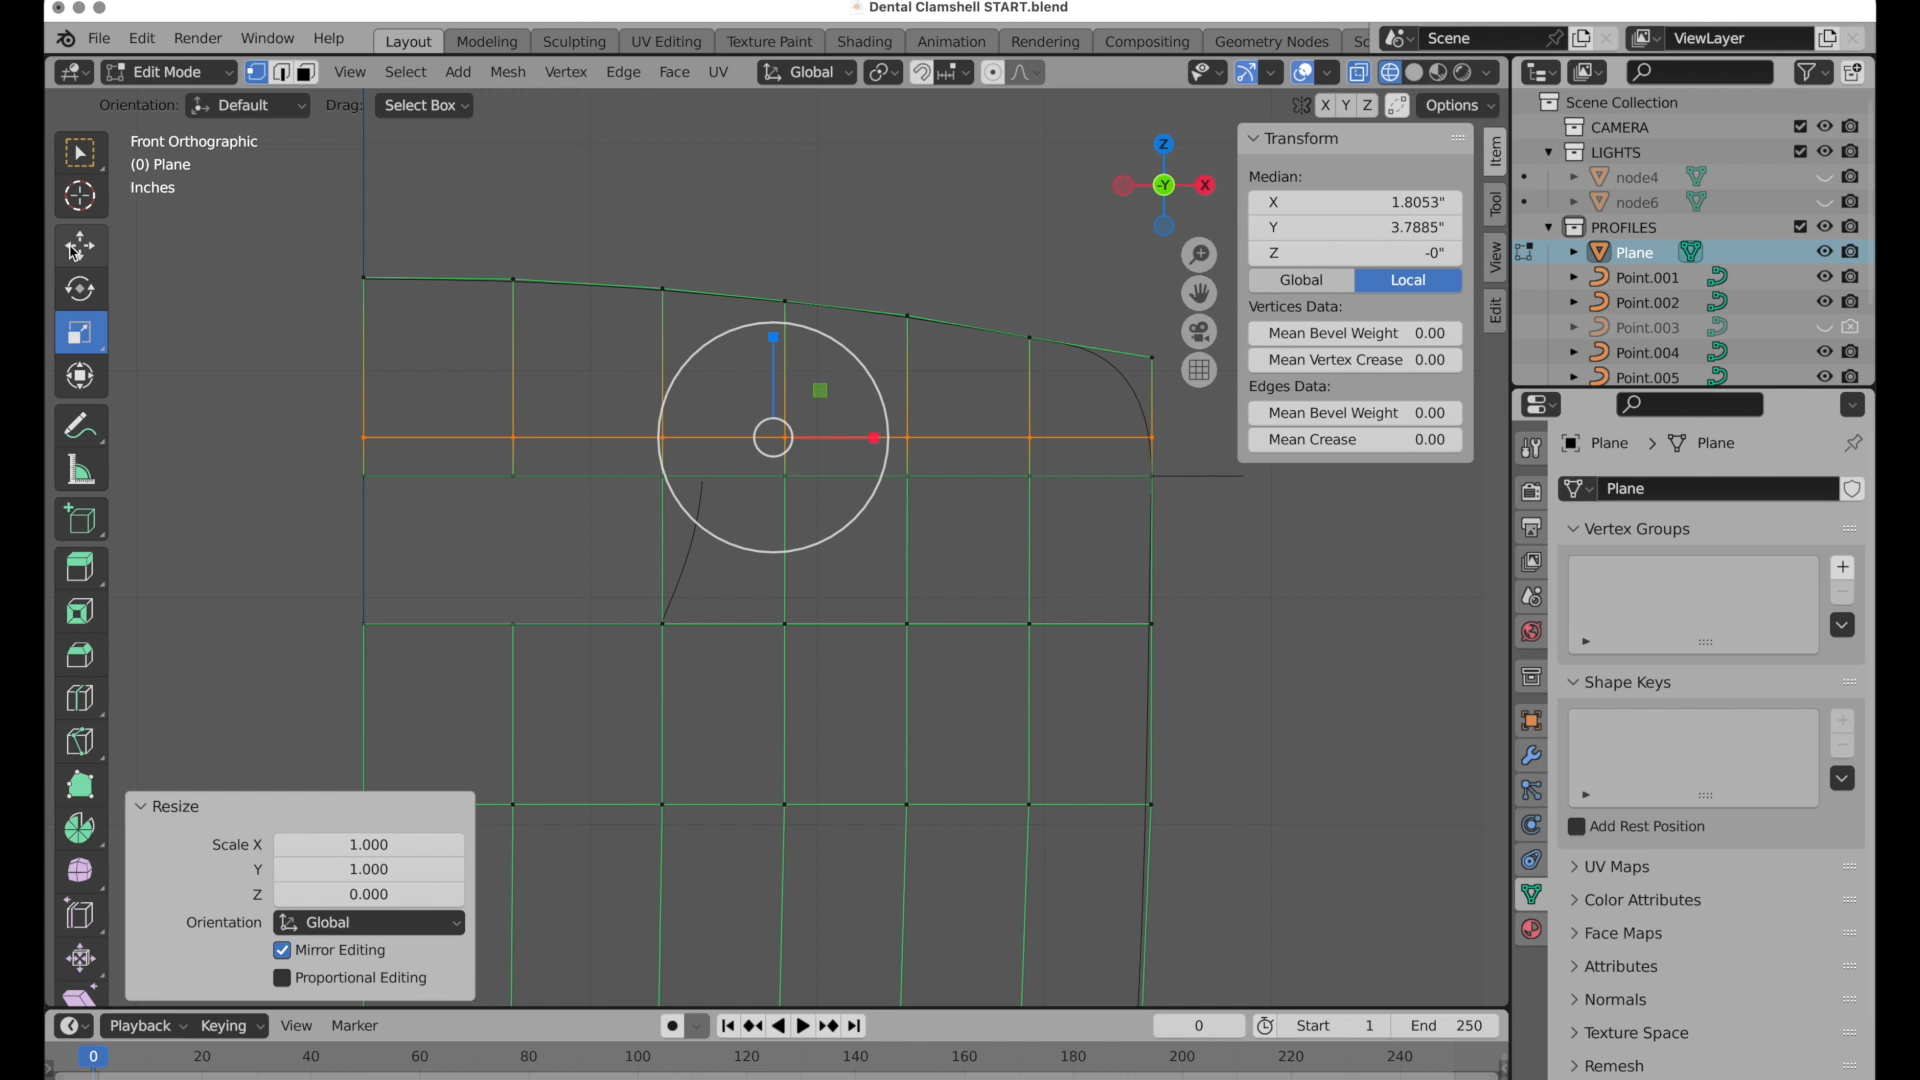 Dental Clamshell START.blend
File Edit Render Window Help Layout Modeling Sculpting UV Editing Texture Paint Shading Animation Rendering Compositing Geometry Nodes Sc Scene ViewLayer
Edit Mode View Select Add Mesh Vertex Edge Face UV Global
Orientation: Default Drag: Select Box X Y Z Options
Front Orthographic
(0) Plane
Inches
Z
-Y
X
Transform
Median:
X 1.8053"
Y 3.7885"
Z -0"
Global Local
Vertices Data:
Mean Bevel Weight 0.00
Mean Vertex Crease 0.00
Edges Data:
Mean Bevel Weight 0.00
Mean Crease 0.00
Item
Tool
View
Edit
Scene Collection
CAMERA
LIGHTS
node4
node6
PROFILES
Plane
Point.001
Point.002
Point.003
Point.004
Point.005
Plane Plane
Plane
Vertex Groups
Shape Keys
Add Rest Position
UV Maps
Color Attributes
Face Maps
Attributes
Normals
Texture Space
Remesh
Resize
Scale X 1.000
Y 1.000
Z 0.000
Orientation Global
Mirror Editing
Proportional Editing
Playback Keying View Marker 0 Start 1 End 250
0 20 40 60 80 100 120 140 160 180 200 220 240